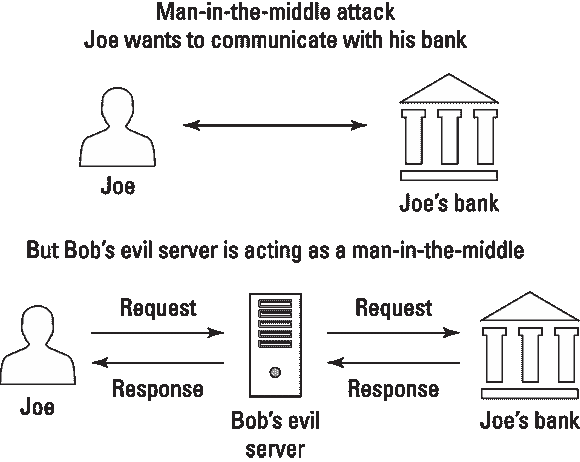 Man-in-the-middle attack
Joe wants to communicate with his bank
Joe
Joe's bank
But Bob's evil server is acting as a man-in-the-middle
Request
Request
Response
Response
Joe
Bob's evil
server
Joe's bank